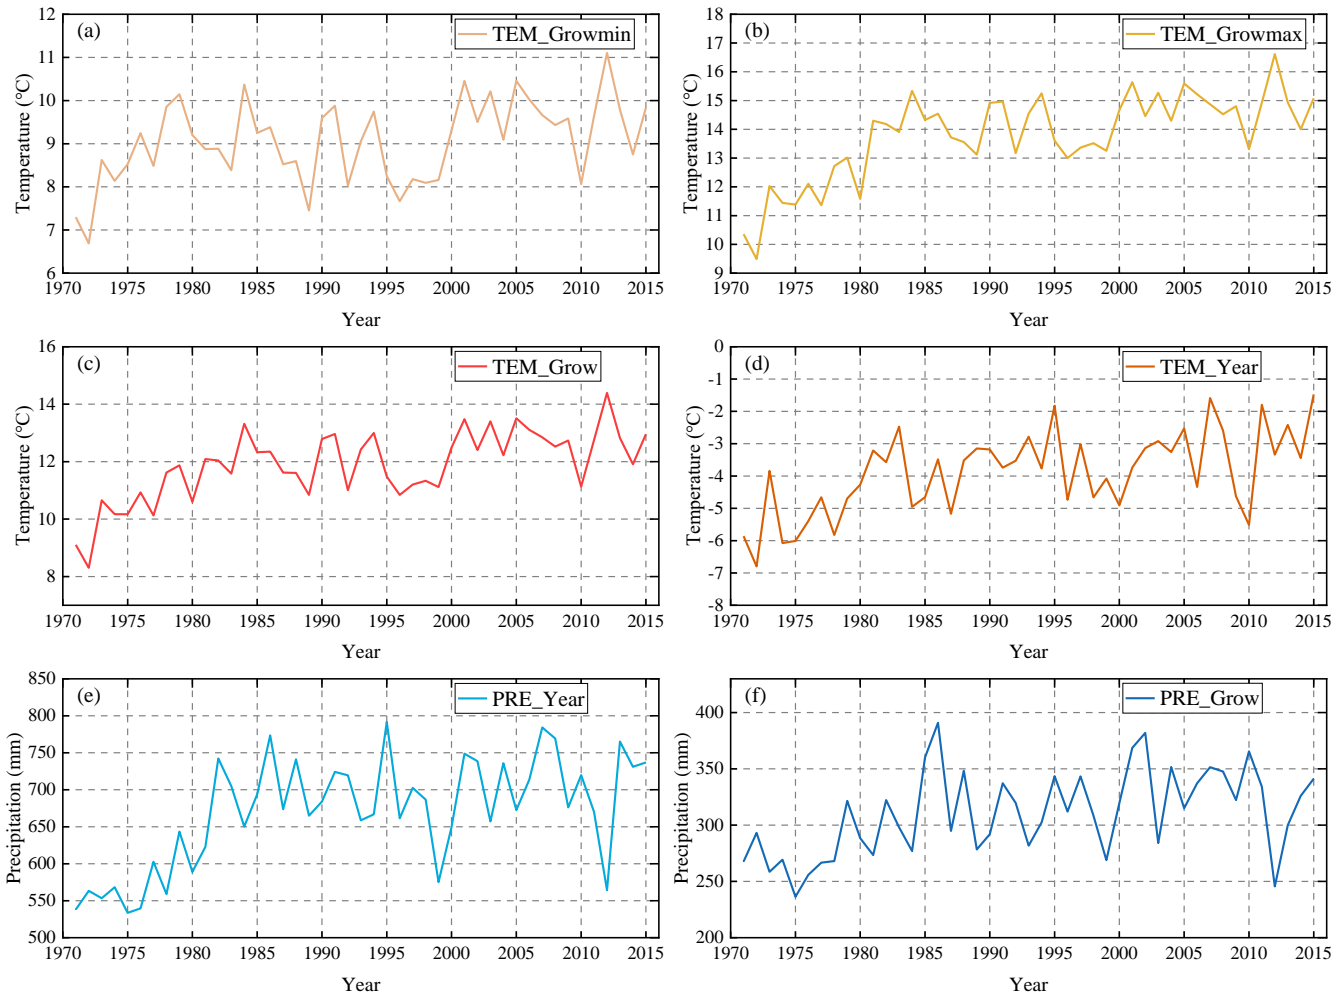 (a)
TEM_Growmin
Temperature (℃)
12
11
10
9
8
7
6
1970 1975 1980 1985 1990 1995 2000 2005 2010 2015
Year
(b)
TEM_Growmax
Temperature (℃)
18
17
16
15
14
13
12
11
10
9
1970 1975 1980 1985 1990 1995 2000 2005 2010 2015
Year
(c)
TEM_Grow
Temperature (℃)
16
14
12
10
8
1970 1975 1980 1985 1990 1995 2000 2005 2010 2015
Year
(d)
TEM_Year
Temperature (℃)
0
-1
-2
-3
-4
-5
-6
-7
-8
1970 1975 1980 1985 1990 1995 2000 2005 2010 2015
Year
(e)
PRE_Year
Precipitation (mm)
850
800
750
700
650
600
550
500
1970 1975 1980 1985 1990 1995 2000 2005 2010 2015
Year
(f)
PRE_Grow
Precipitation (mm)
400
350
300
250
200
1970 1975 1980 1985 1990 1995 2000 2005 2010 2015
Year